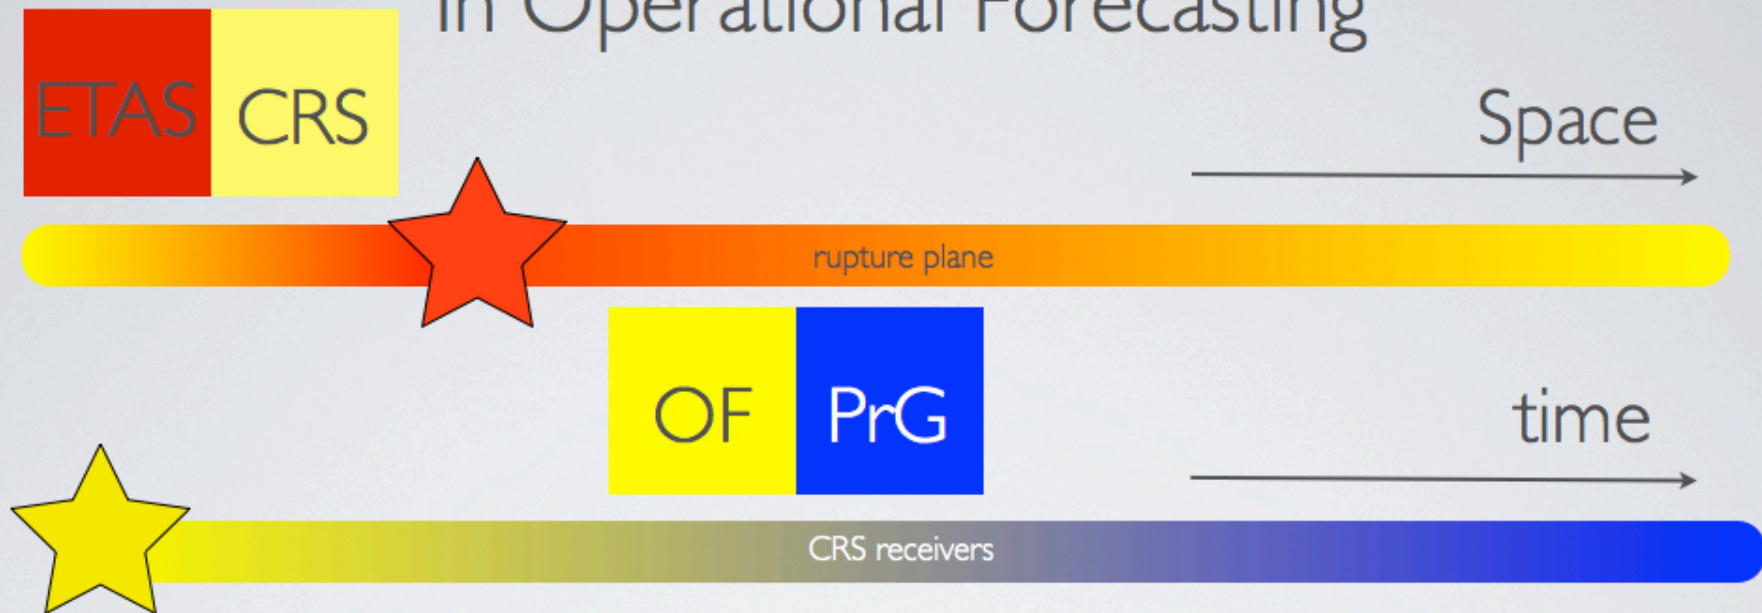 in Operational Forecasting
ETAS CRS
Space
rupture plane
OF PrG
time
CRS receivers